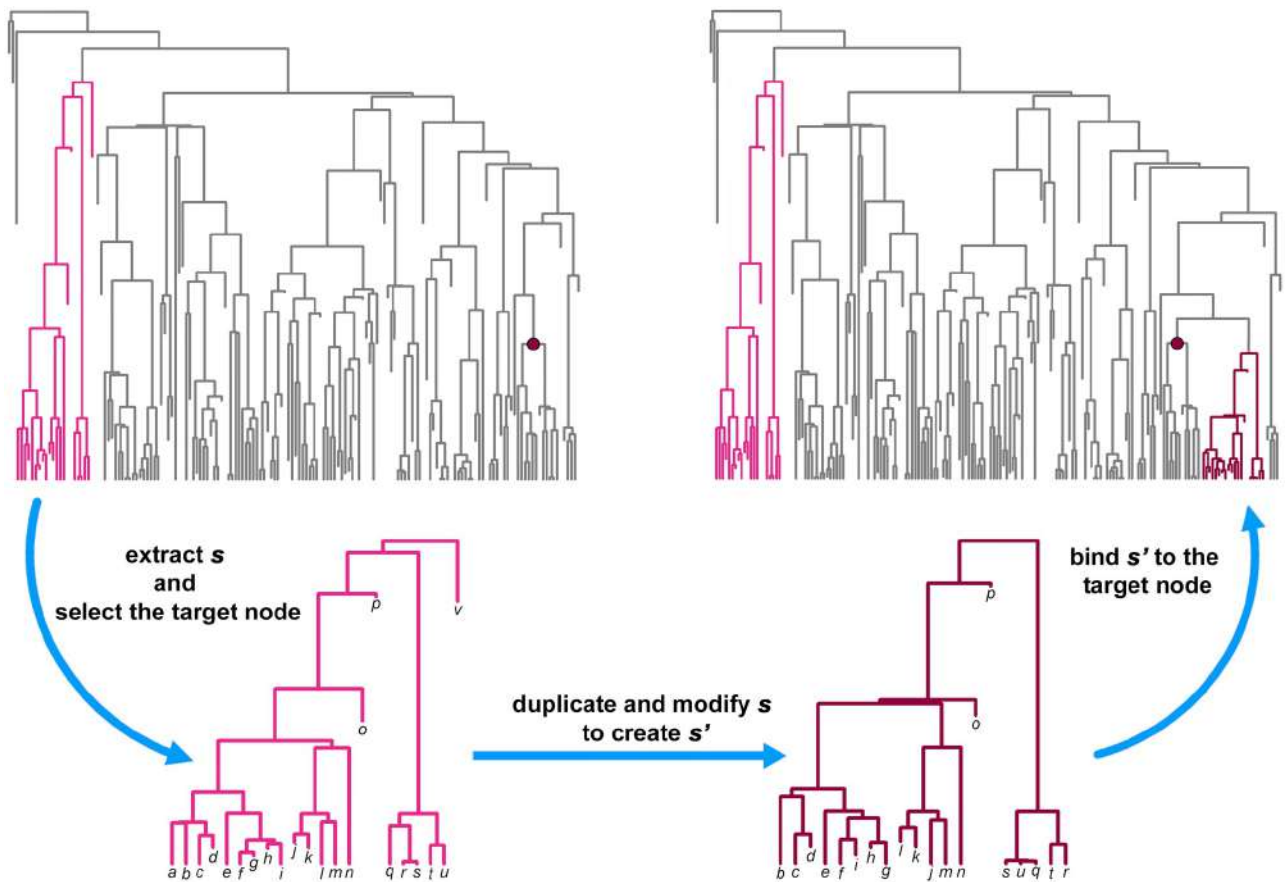 extract s
and
select the target node
bind s' to the
target node
duplicate and modify s
to create s'
p
v
o
a b c d e f g h i j k l m n q r s t u
p
o
b c d e f i h g l k j m n s u q t r